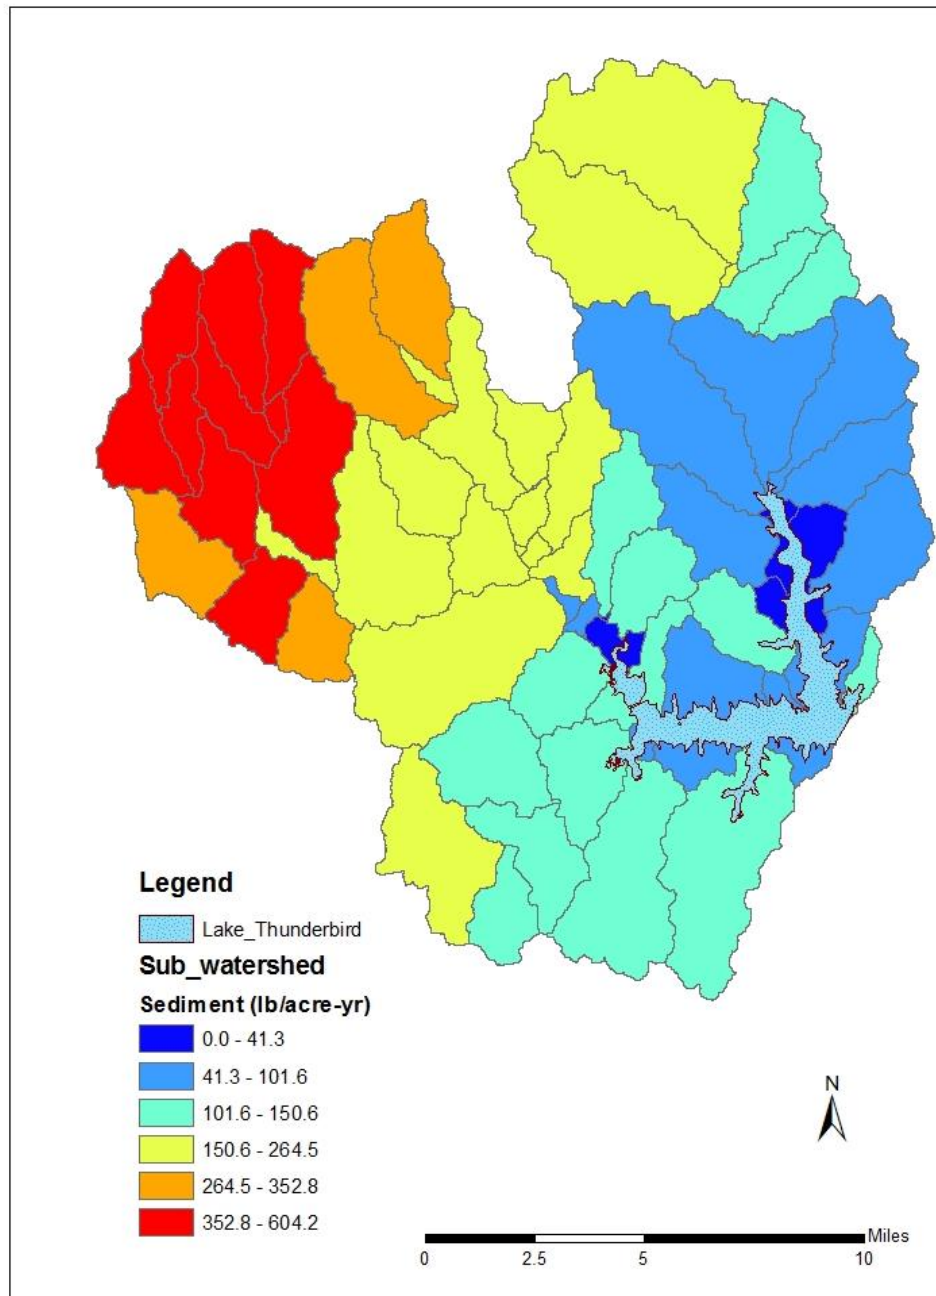 Legend
Lake_Thunderbird
Sub_watershed
Sediment (lb/acre-yr)
0.0 - 41.3
41.3 - 101.6
101.6 - 150.6
150.6 - 264.5
264.5 - 352.8
352.8 - 604.2
N
Miles
0 2.5 5 10